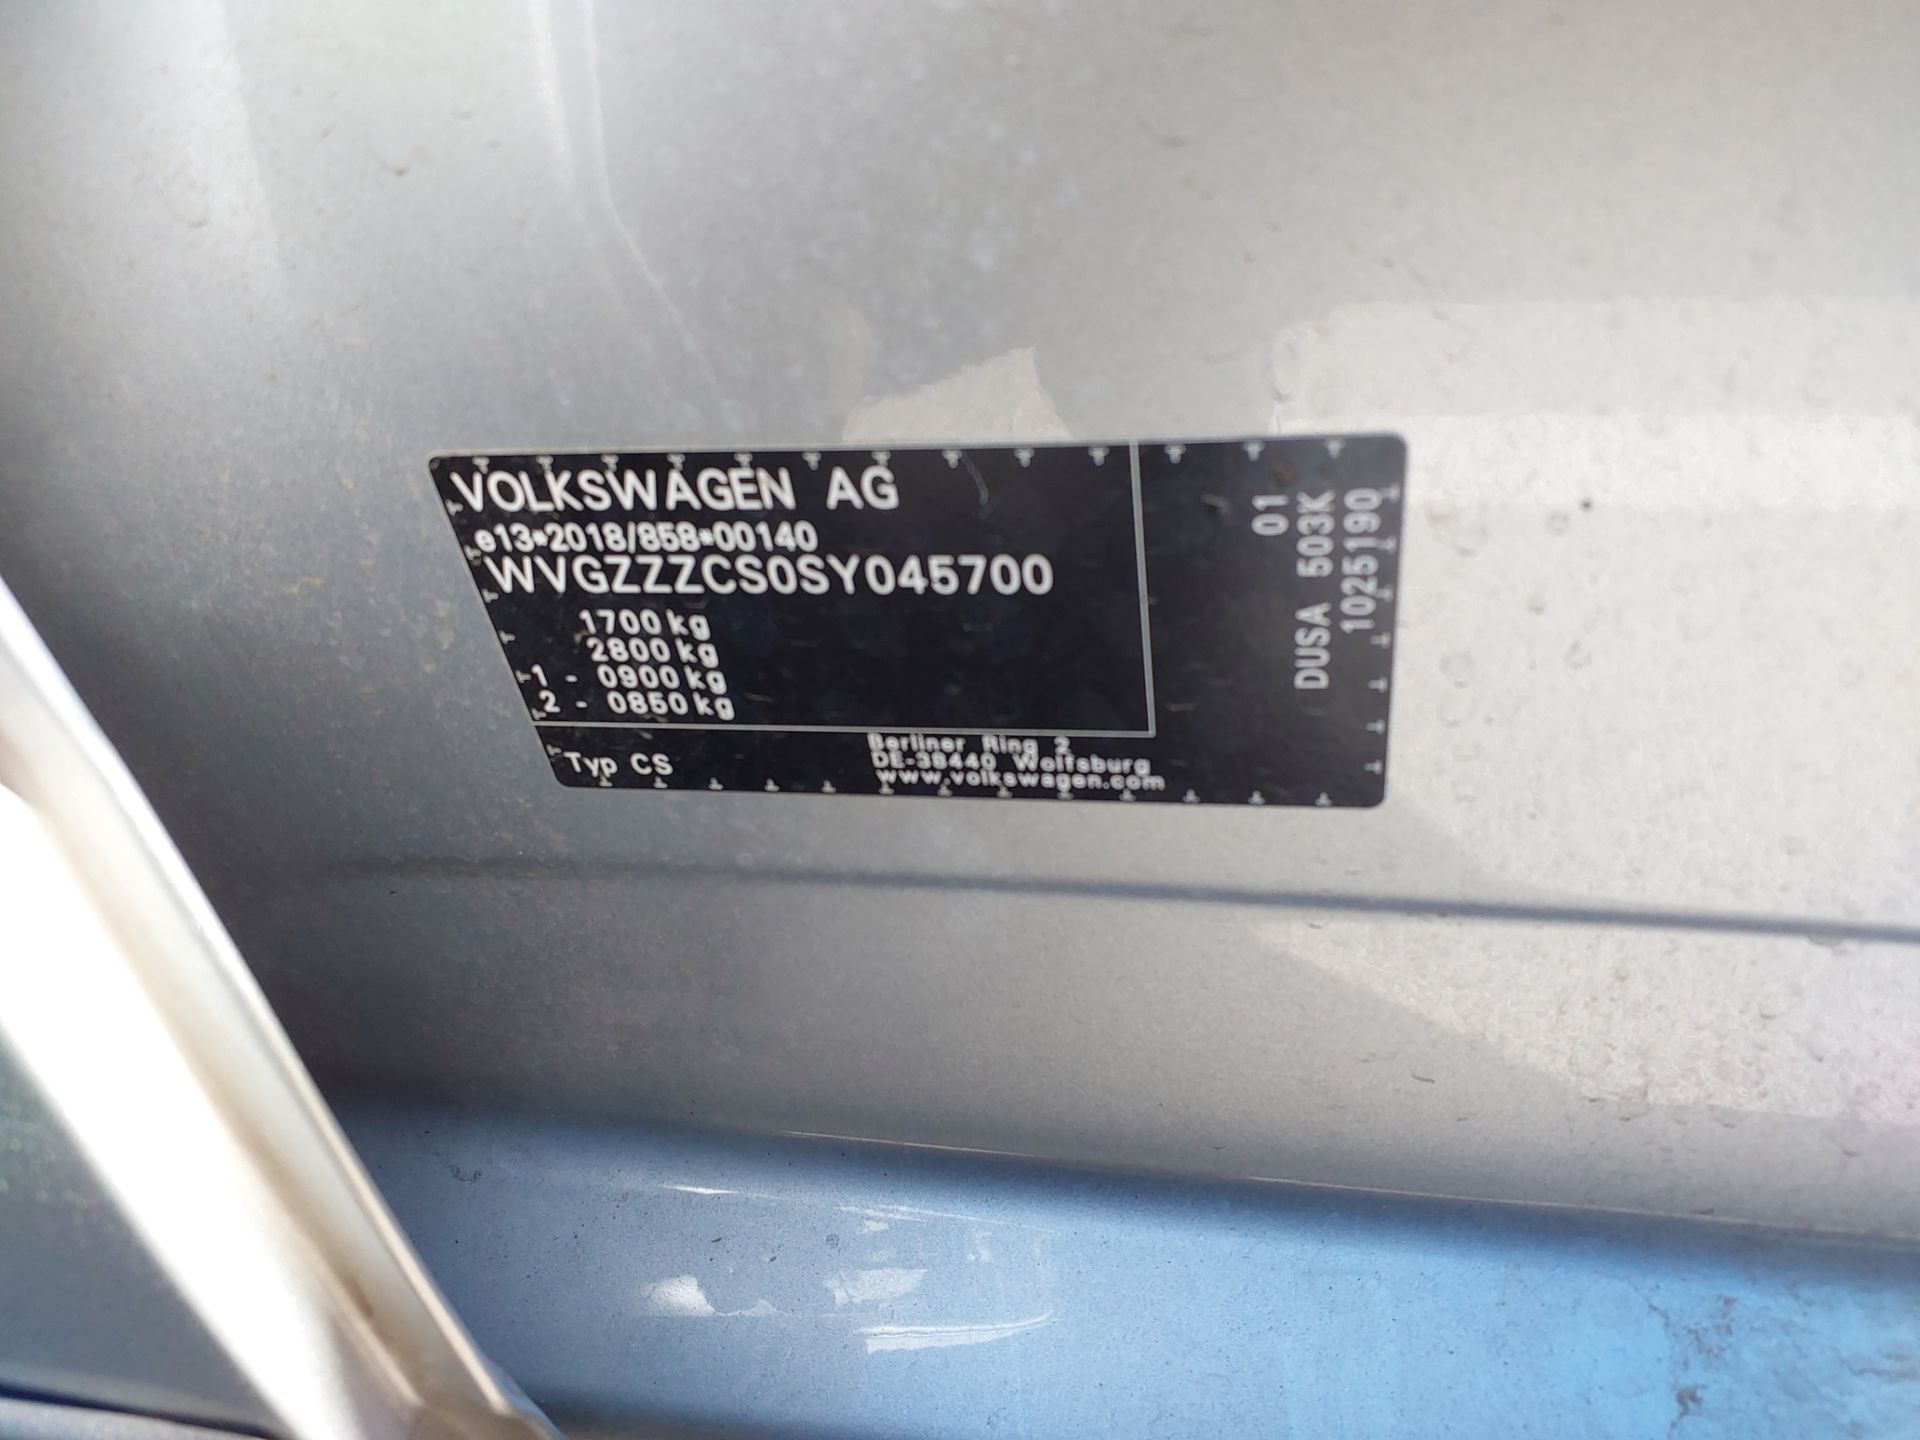 VOLKSWAGEN AG
e13*2018/858*00140
WVGZZZCS0SY045700
1700 kg
2800 kg
1 - 0900 kg
2 - 0850 kg
Typ CS
Berliner Ring 2
DE-38440 Wolfsburg
www.volkswagen.com
01
DUSA 503K
1025190